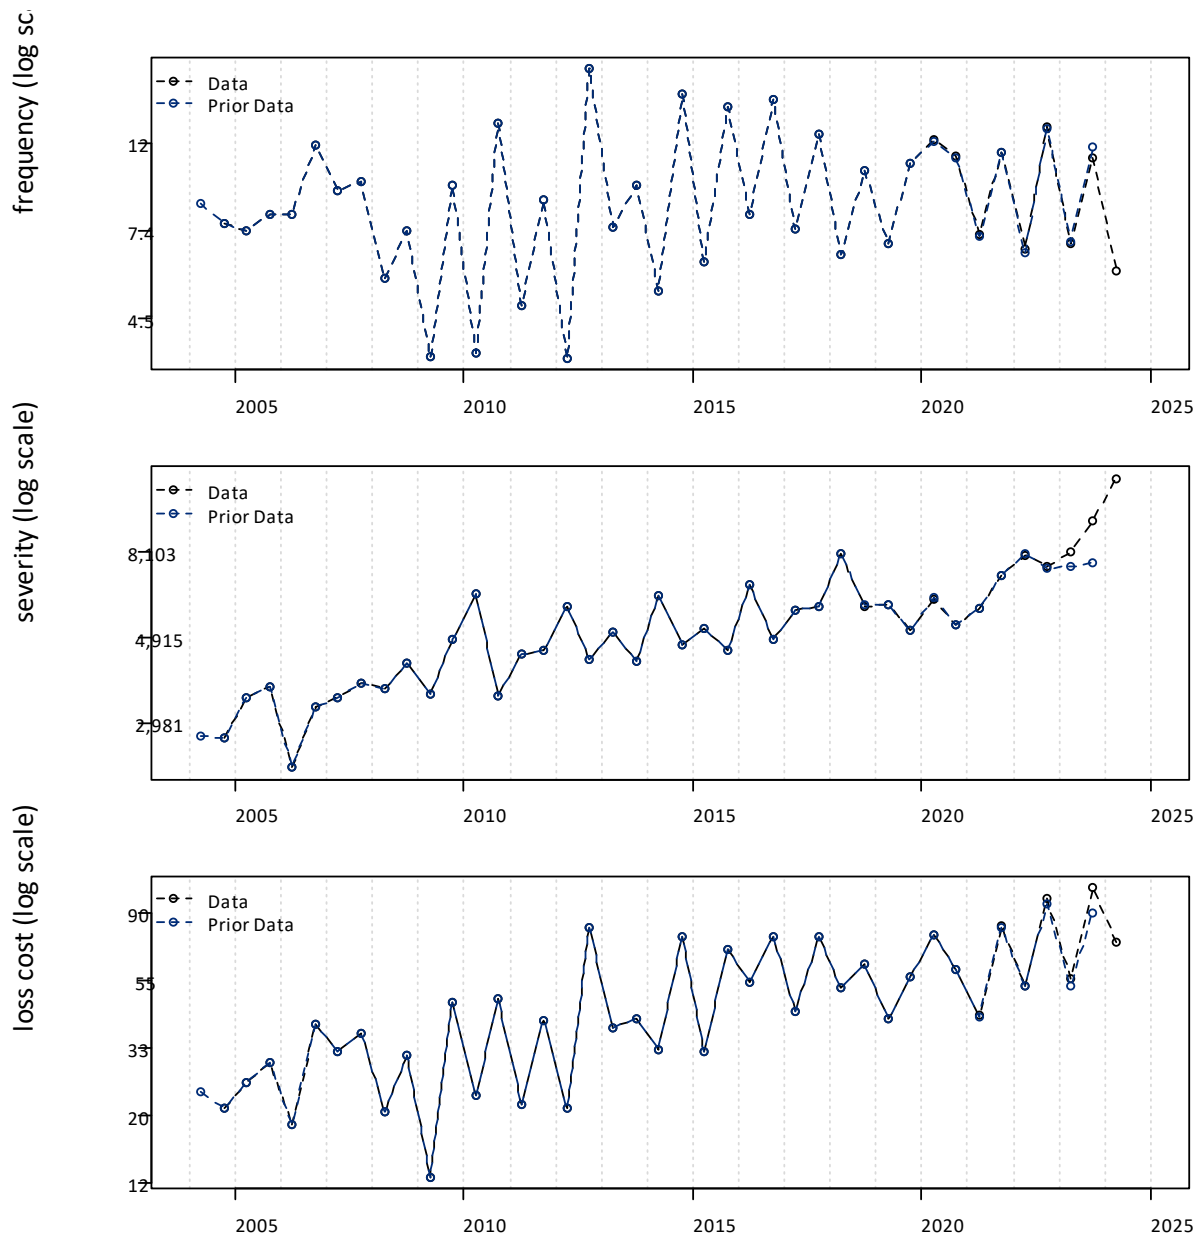 frequency (log sc
Data
Prior Data
12
7.4
4.5
2005 2010 2015 2020 2025
severity (log scale)
Data
Prior Data
8,103
4,915
2,981
2005 2010 2015 2020 2025
loss cost (log scale)
Data
Prior Data
90
55
33
20
12
2005 2010 2015 2020 2025